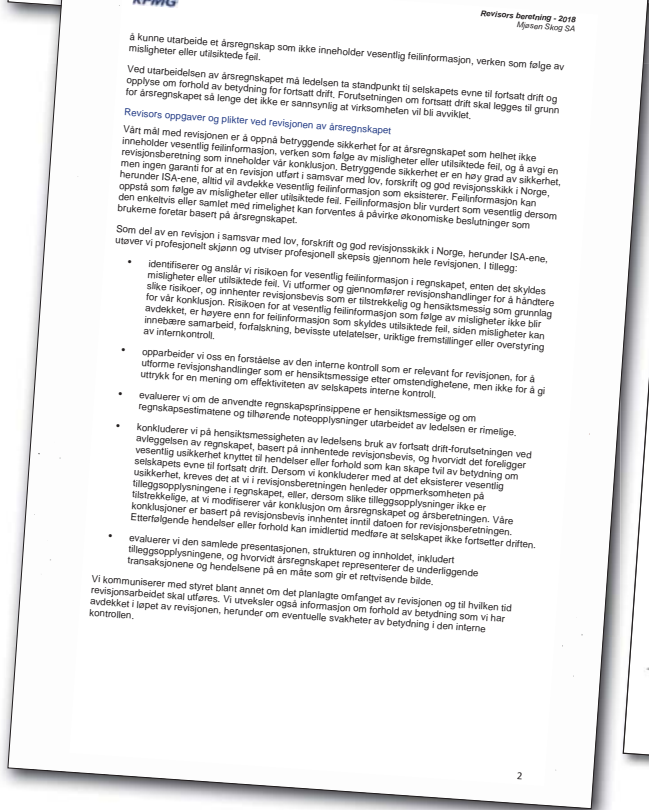 KPMG
Revisors beretning - 2018
Mjøsen Skog SA
å kunne utarbeide et årsregnskap som ikke inneholder vesentlig feilinformasjon, verken som følge av
misligheter eller utilsiktede feil.
Ved utarbeidelsen av årsregnskapet må ledelsen ta standpunkt til selskapets evne til fortsatt drift og
opplyse om forhold av betydning for fortsatt drift. Forutsetningen om fortsatt drift skal legges til grunn
for årsregnskapet så lenge det ikke er sannsynlig at virksomheten vil bli avviklet.
Revisors oppgaver og plikter ved revisjonen av årsregnskapet
Vårt mål med revisjonen er å oppnå betryggende sikkerhet for at årsregnskapet som helhet ikke
inneholder vesentlig feilinformasjon, verken som følge av misligheter eller utilsiktede feil, og å avgi en
revisjonsberetning som inneholder vår konklusjon. Betryggende sikkerhet er en høy grad av sikkerhet,
men ingen garanti for at en revisjon utført i samsvar med lov, forskrift og god revisjonsskikk i Norge,
herunder ISA-ene, alltid vil avdekke vesentlig feilinformasjon som eksisterer. Feilinformasjon kan
oppstå som følge av misligheter eller utilsiktede feil. Feilinformasjon blir vurdert som vesentlig dersom
den enkeltvis eller samlet med rimelighet kan forventes å påvirke økonomiske beslutninger som
brukerne foretar basert på årsregnskapet.
Som del av en revisjon i samsvar med lov, forskrift og god revisjonsskikk i Norge, herunder ISA-ene,
utøver vi profesjonelt skjønn og utviser profesjonell skepsis gjennom hele revisjonen. I tillegg:
• identifiserer og anslår vi risikoen for vesentlig feilinformasjon i regnskapet, enten det skyldes
misligheter eller utilsiktede feil. Vi utformer og gjennomfører revisjonshandlinger for å håndtere
slike risikoer, og innhenter revisjonsbevis som er tilstrekkelig og hensiktsmessig som grunnlag
for vår konklusjon. Risikoen for at vesentlig feilinformasjon som følge av misligheter ikke blir
avdekket, er høyere enn for feilinformasjon som skyldes utilsiktede feil, siden misligheter kan
innebære samarbeid, forfalskning, bevisste utelatelser, uriktige fremstillinger eller overstyring
av internkontroll.
• opparbeider vi oss en forståelse av den interne kontroll som er relevant for revisjonen, for å
utforme revisjonshandlinger som er hensiktsmessige etter omstendighetene, men ikke for å gi
uttrykk for en mening om effektiviteten av selskapets interne kontroll.
• evaluerer vi om de anvendte regnskapsprinsippene er hensiktsmessige og om
regnskapsestimatene og tilhørende noteopplysninger utarbeidet av ledelsen er rimelige.
• konkluderer vi på hensiktsmessigheten av ledelsens bruk av fortsatt drift-forutsetningen ved
avleggelsen av regnskapet, basert på innhentede revisjonsbevis, og hvorvidt det foreligger
vesentlig usikkerhet knyttet til hendelser eller forhold som kan skape tvil av betydning om
selskapets evne til fortsatt drift. Dersom vi konkluderer med at det eksisterer vesentlig
usikkerhet, kreves det at vi i revisjonsberetningen henleder oppmerksomheten på
tilleggsopplysningene i regnskapet, eller, dersom slike tilleggsopplysninger ikke er
tilstrekkelige, at vi modifiserer vår konklusjon om årsregnskapet og årsberetningen. Våre
konklusjoner er basert på revisjonsbevis innhentet inntil datoen for revisjonsberetningen.
Etterfølgende hendelser eller forhold kan imidlertid medføre at selskapet ikke fortsetter driften.
• evaluerer vi den samlede presentasjonen, strukturen og innholdet, inkludert
tilleggsopplysningene, og hvorvidt årsregnskapet representerer de underliggende
transaksjonene og hendelsene på en måte som gir et rettvisende bilde.
Vi kommuniserer med styret blant annet om det planlagte omfanget av revisjonen og til hvilken tid
revisjonsarbeidet skal utføres. Vi utveksler også informasjon om forhold av betydning som vi har
avdekket i løpet av revisjonen, herunder om eventuelle svakheter av betydning i den interne
kontrollen.
2